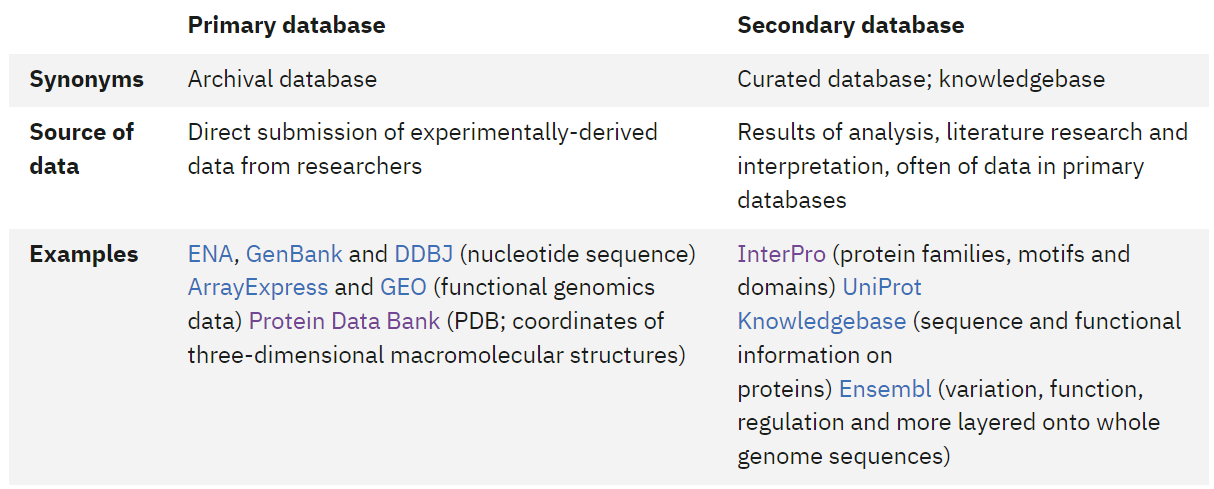 Primary database
Secondary database
Synonyms
Archival database
Curated database; knowledgebase
Source of
data
Direct submission of experimentally-derived
data from researchers
Results of analysis, literature research and
interpretation, often of data in primary
databases
Examples
ENA, GenBank and DDBJ (nucleotide sequence)
ArrayExpress and GEO (functional genomics
data) Protein Data Bank (PDB; coordinates of
three-dimensional macromolecular structures)
InterPro (protein families, motifs and
domains) UniProt
Knowledgebase (sequence and functional
information on
proteins) Ensembl (variation, function,
regulation and more layered onto whole
genome sequences)